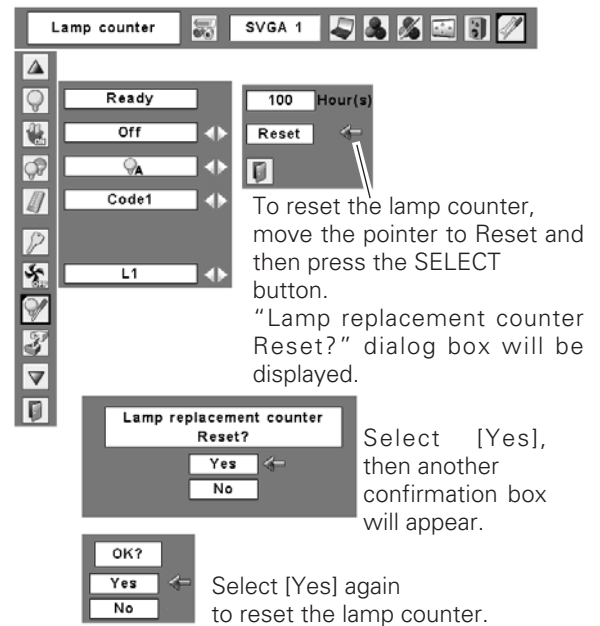 Lamp counter
SVGA 1
Ready
100 Hour(s)
Off
Reset
A
Code1
L1
To reset the lamp counter,
move the pointer to Reset and
then press the SELECT
button.
“Lamp replacement counter
Reset?” dialog box will be
displayed.
Lamp replacement counter
Reset?
Yes
No
Select [Yes],
then another
confirmation box
will appear.
OK?
Yes
No
Select [Yes] again
to reset the lamp counter.